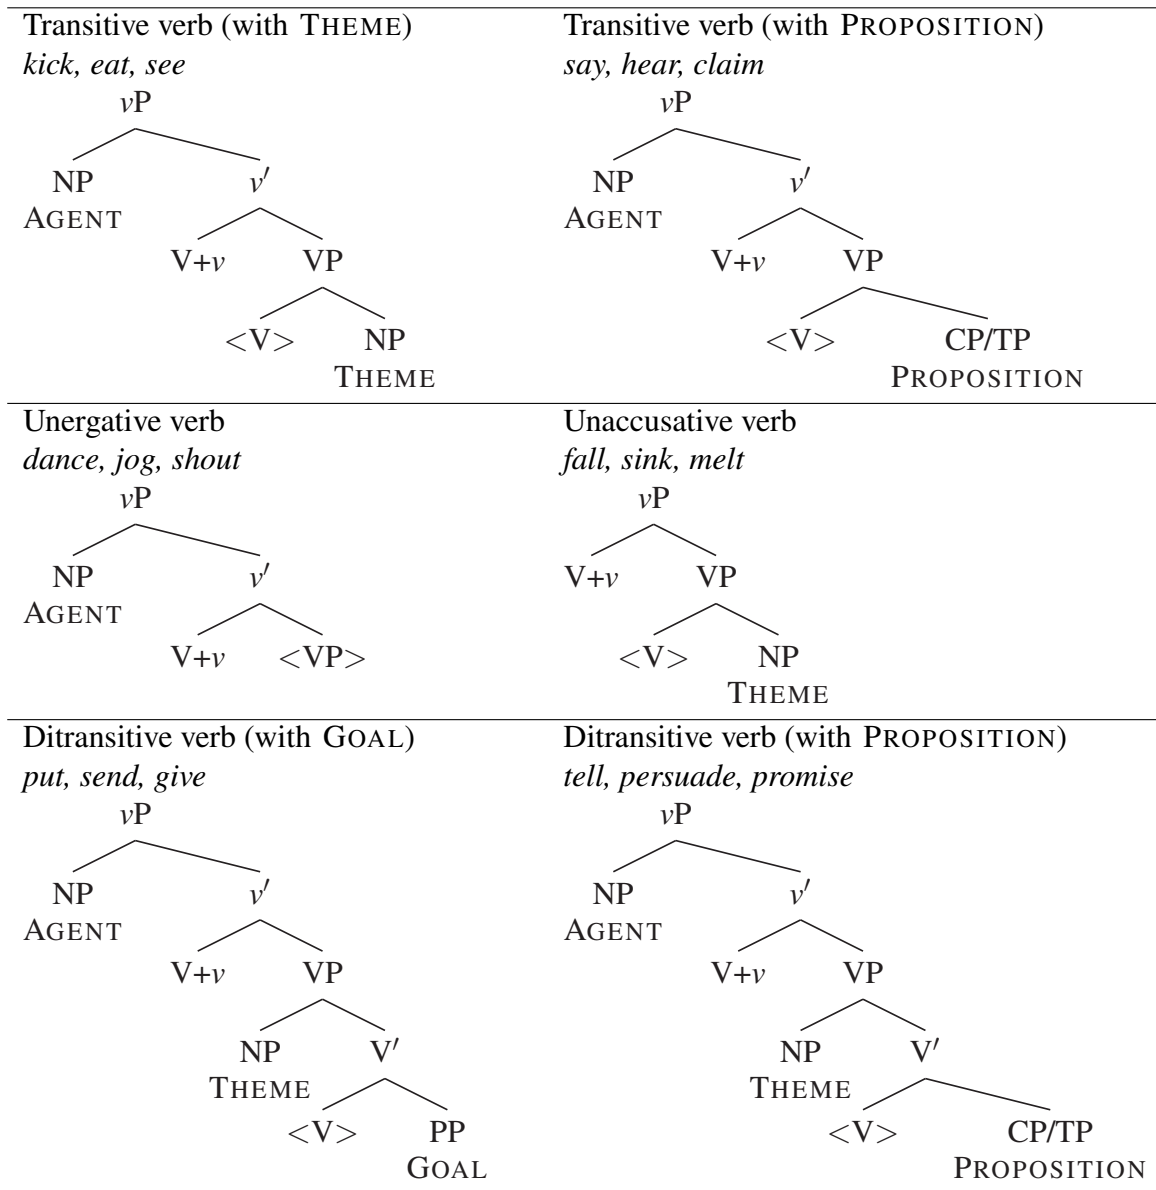 Transitive verb (with THEME)
kick, eat, see
vP
NP v′
AGENT
V+v VP
<V> NP
THEME
Transitive verb (with PROPOSITION)
say, hear, claim
vP
NP v′
AGENT
V+v VP
<V> CP/TP
PROPOSITION
Unergative verb
dance, jog, shout
vP
NP v′
AGENT
V+v <VP>
Unaccusative verb
fall, sink, melt
vP
V+v VP
<V> NP
THEME
Ditransitive verb (with GOAL)
put, send, give
vP
NP v′
AGENT
V+v VP
NP V′
THEME
<V> PP
GOAL
Ditransitive verb (with PROPOSITION)
tell, persuade, promise
vP
NP v′
AGENT
V+v VP
NP V′
THEME
<V> CP/TP
PROPOSITION